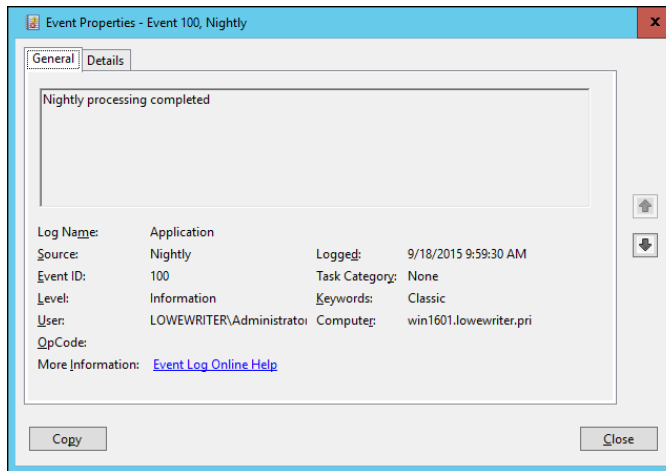 Event Properties - Event 100, Nightly
x
General Details
Nightly processing completed
Log Name: Application
Source: Nightly Logged: 9/18/2015 9:59:30 AM
Event ID: 100 Task Category: None
Level: Information Keywords: Classic
User: LOWEWRITER\Administrator Computer: win1601.lowewriter.pri
OpCode:
More Information: Event Log Online Help
Copy Close